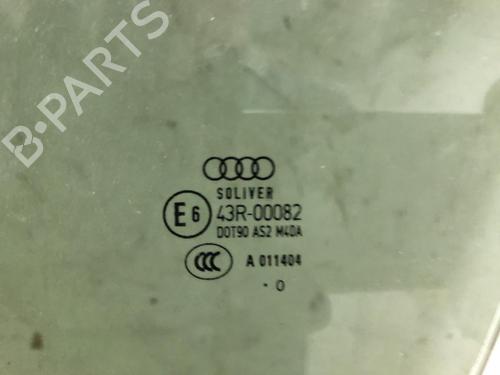 B-PARTS
SOLIVER
E6 43R-00082
DOT90 AS2 M40A
CCC A 011404
· 0